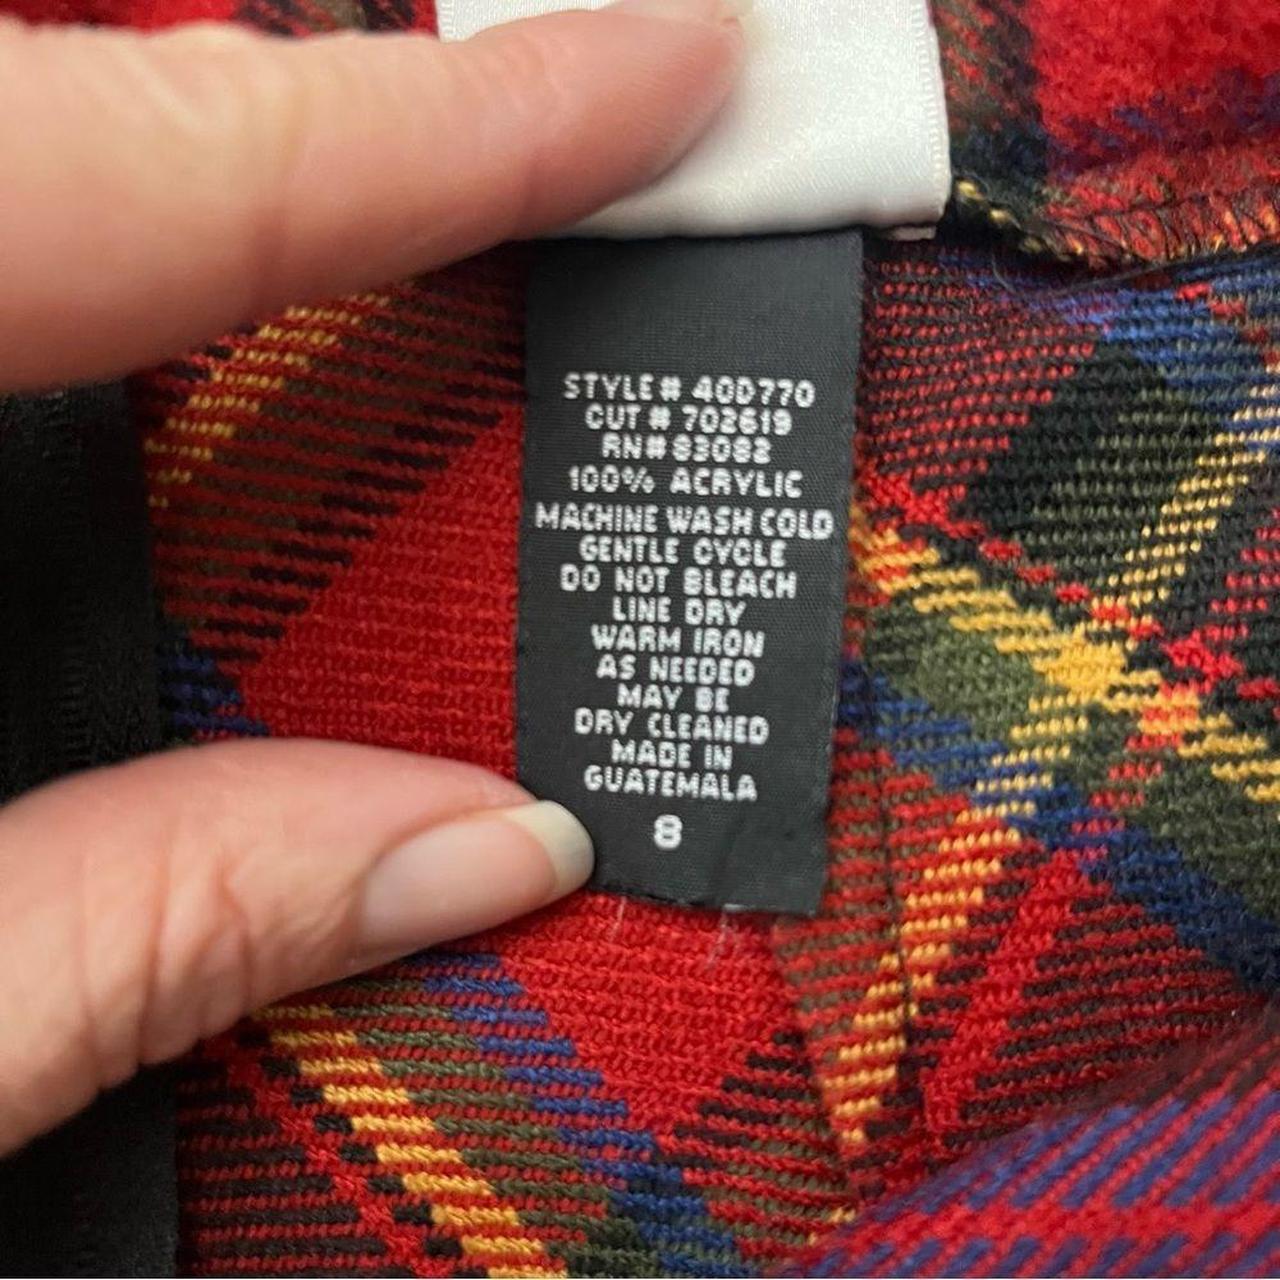 STYLE# 40D770
CUT # 702619
RN# 83082
100% ACRYLIC
MACHINE WASH COLD
GENTLE CYCLE
DO NOT BLEACH
LINE DRY
WARM IRON
AS NEEDED
MAY BE
DRY CLEANED
MADE IN
GUATEMALA
8